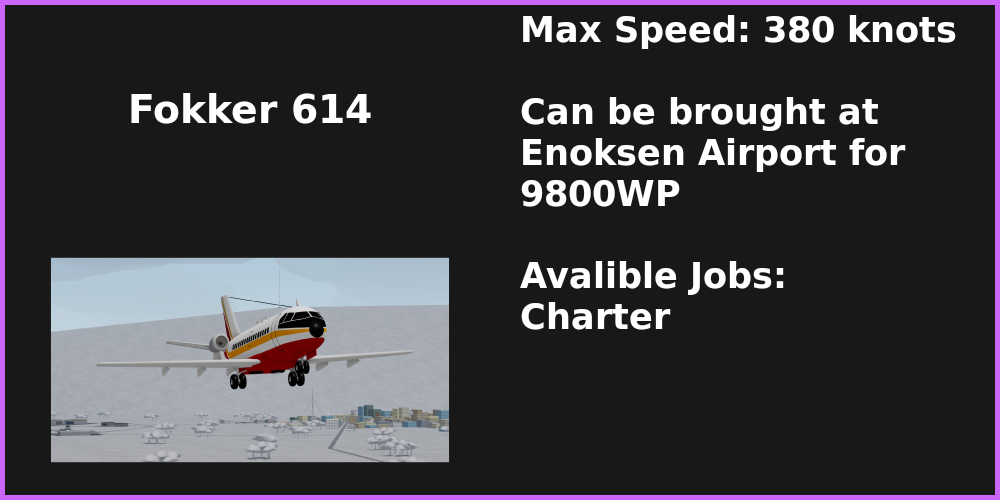 Fokker 614
Max Speed: 380 knots
Can be brought at
Enoksen Airport for
9800WP
Avalible Jobs:
Charter